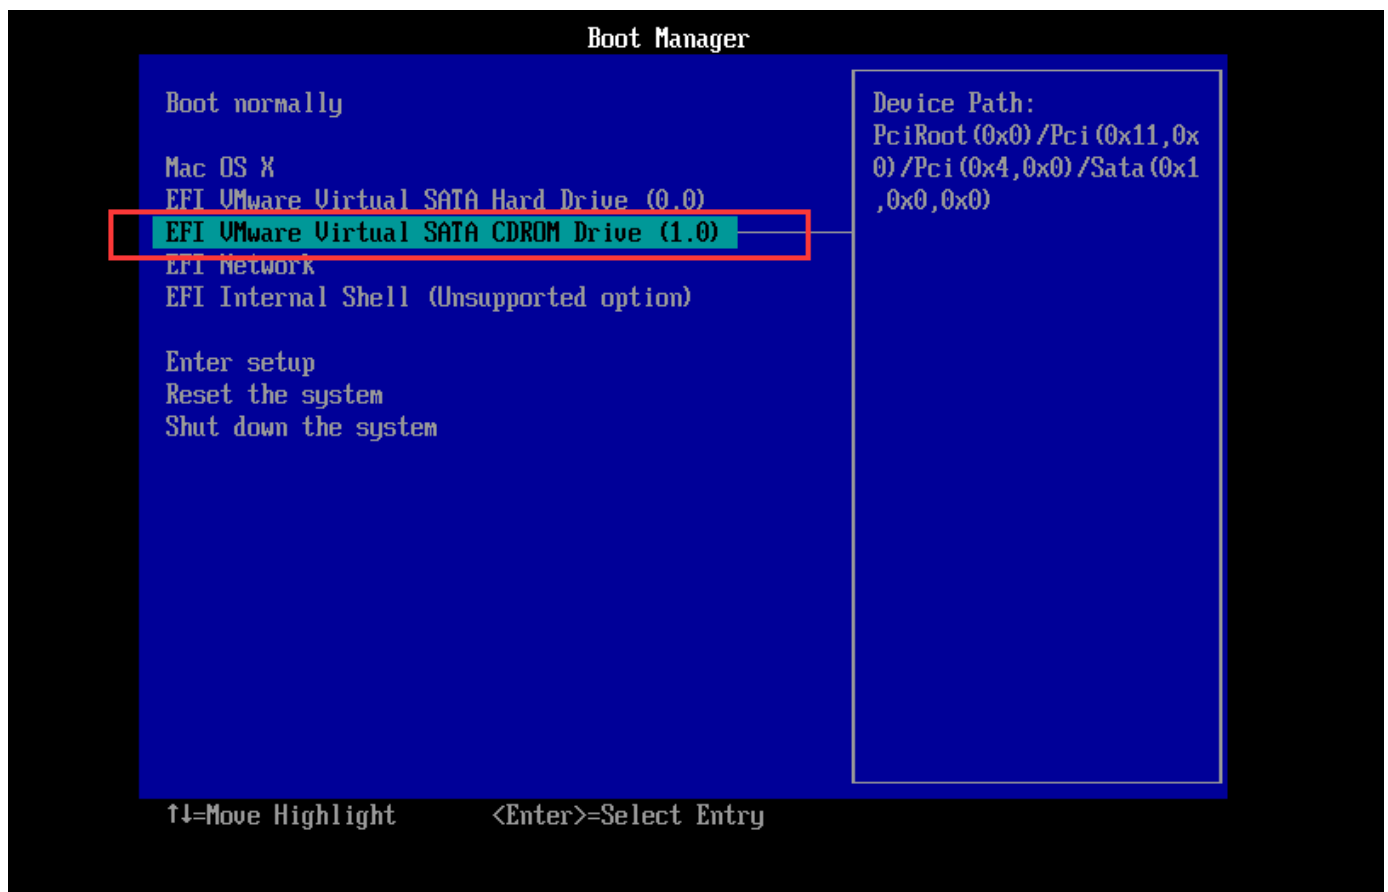 Boot Manager
Boot normally
Mac OS X
EFI VMware Virtual SATA Hard Drive (0.0)
EFI VMware Virtual SATA CDROM Drive (1.0)
EFI Network
EFI Internal Shell (Unsupported option)
Enter setup
Reset the system
Shut down the system
Device Path:
PciRoot(0x0)/Pci(0x11,0x
0)/Pci(0x4,0x0)/Sata(0x1
,0x0,0x0)
↑↓=Move Highlight
<Enter>=Select Entry